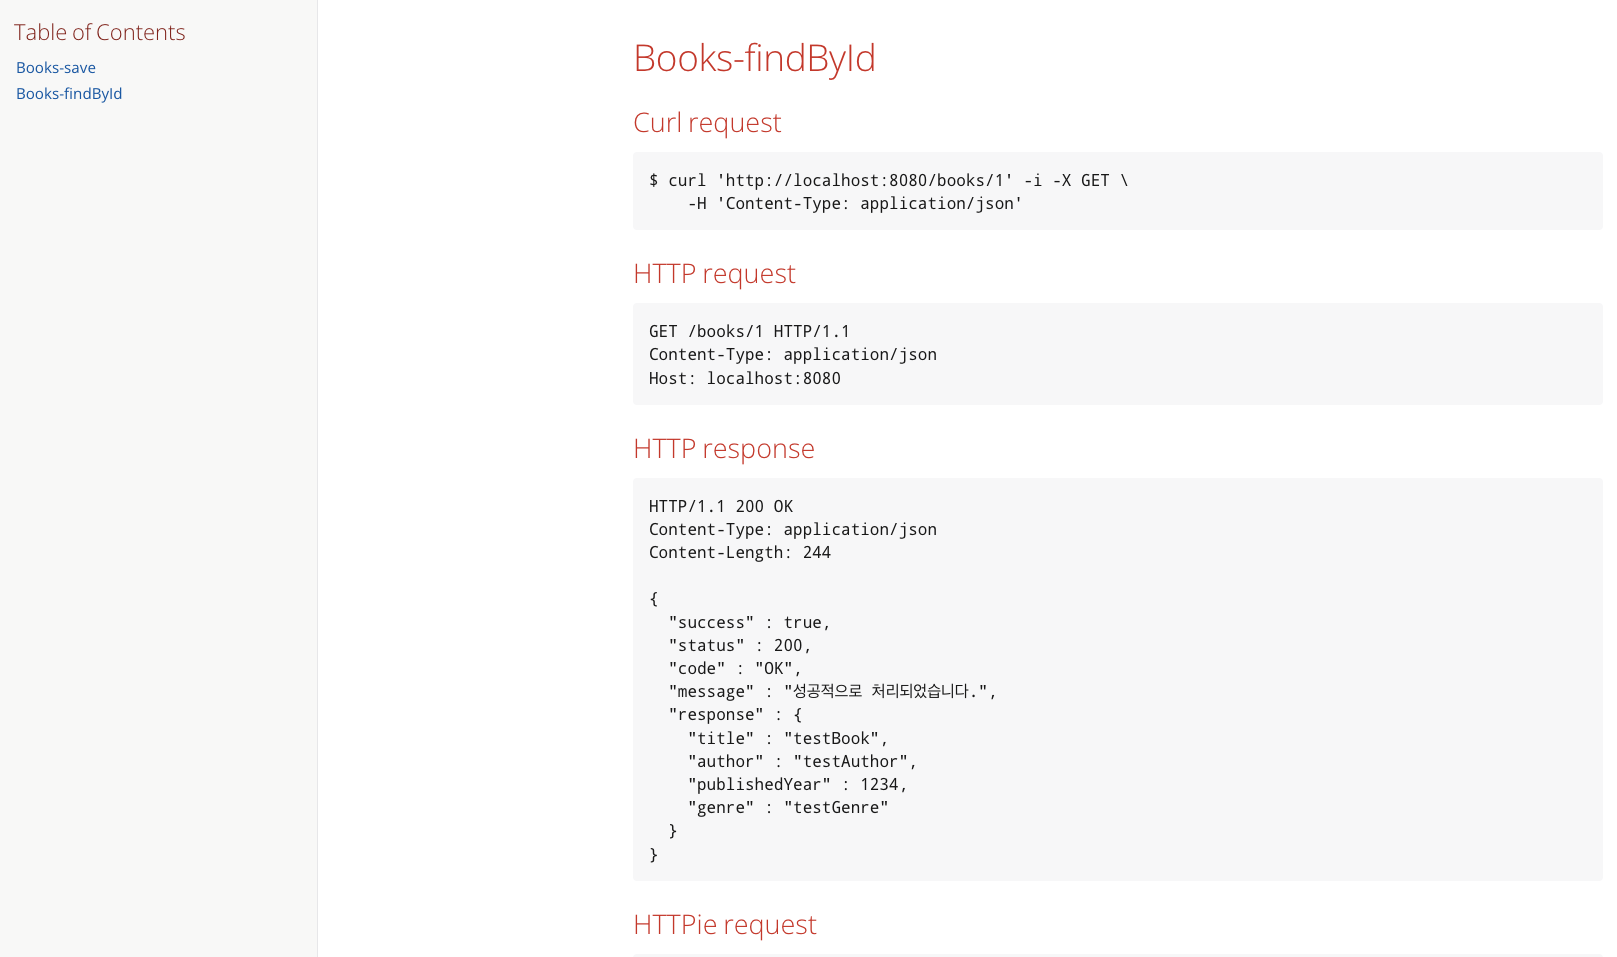 Table of Contents
Books-save
Books-findById
Books-findById
Curl request
$ curl 'http://localhost:8080/books/1' -i -X GET \
    -H 'Content-Type: application/json'
HTTP request
GET /books/1 HTTP/1.1
Content-Type: application/json
Host: localhost:8080
HTTP response
HTTP/1.1 200 OK
Content-Type: application/json
Content-Length: 244

{
  "success" : true,
  "status" : 200,
  "code" : "OK",
  "message" : "성공적으로 처리되었습니다.",
  "response" : {
    "title" : "testBook",
    "author" : "testAuthor",
    "publishedYear" : 1234,
    "genre" : "testGenre"
  }
}
HTTPie request